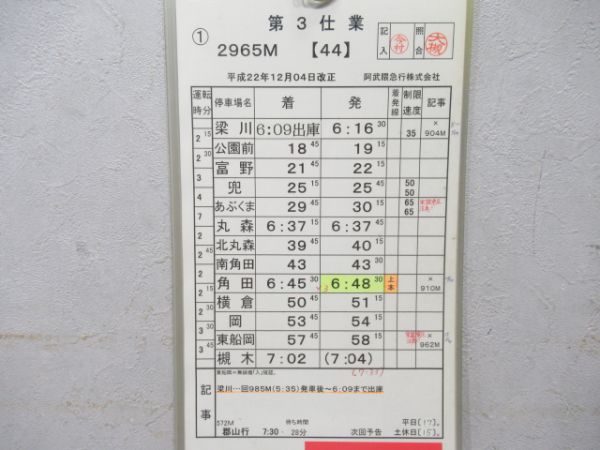 第３仕業
① 2965M 【44】 記入 照合
平成22年12月04日改正 阿武隈急行株式会社
運転時分 停車場名 着 発 着発線 制限速度 記事
梁川 6:09出庫 6:16 30 35 × 904M
2 15
公園前 18 45 19 15
2 30
富野 21 45 22 15
3
兜 25 15 25 45 50 50
4
あぶくま 29 45 30 15 65 65
7
丸森 6:37 15 6:37 45
2
北丸森 39 45 40 15
2 45
南角田 43 43 30
2
角田 6:45 30 6:48 30 上本 × 910M
2 15
横倉 50 45 51 15
2 30
岡 53 45 54 15
3 30
東船岡 57 45 58 15 × 962M
3 45
槻木 7:02 (7:04)
記事
梁川…回985M(5:35)発車後～6:09まで出庫
572M 待ち時間 平日[17]。
郡山行 7:30・ 28分 次回予告 土休日[15]。